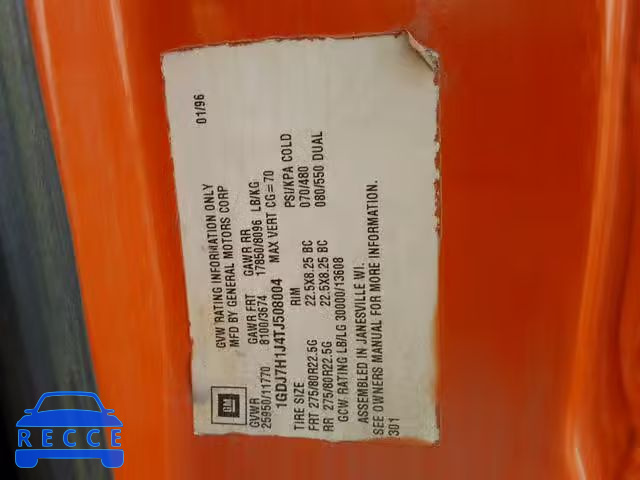 01/96
GVW RATING INFORMATION ONLY
MFD BY GENERAL MOTORS CORP
GM
GVWR GAWR FRT GAWR RR
25950/11770 8100/3674 17850/8096 LB/KG
1GDJ7H1J4TJ508004 MAX VERT CG=70
TIRE SIZE RIM PSI/KPA COLD
FRT 275/80R22.5G 22.5X8.25 BC 070/480
RR 275/80R22.5G 22.5X8.25 BC 080/550 DUAL
GCW RATING LB/LG 30000/13608
ASSEMBLED IN JANESVILLE WI.
SEE OWNERS MANUAL FOR MORE INFORMATION.
301
RECCE